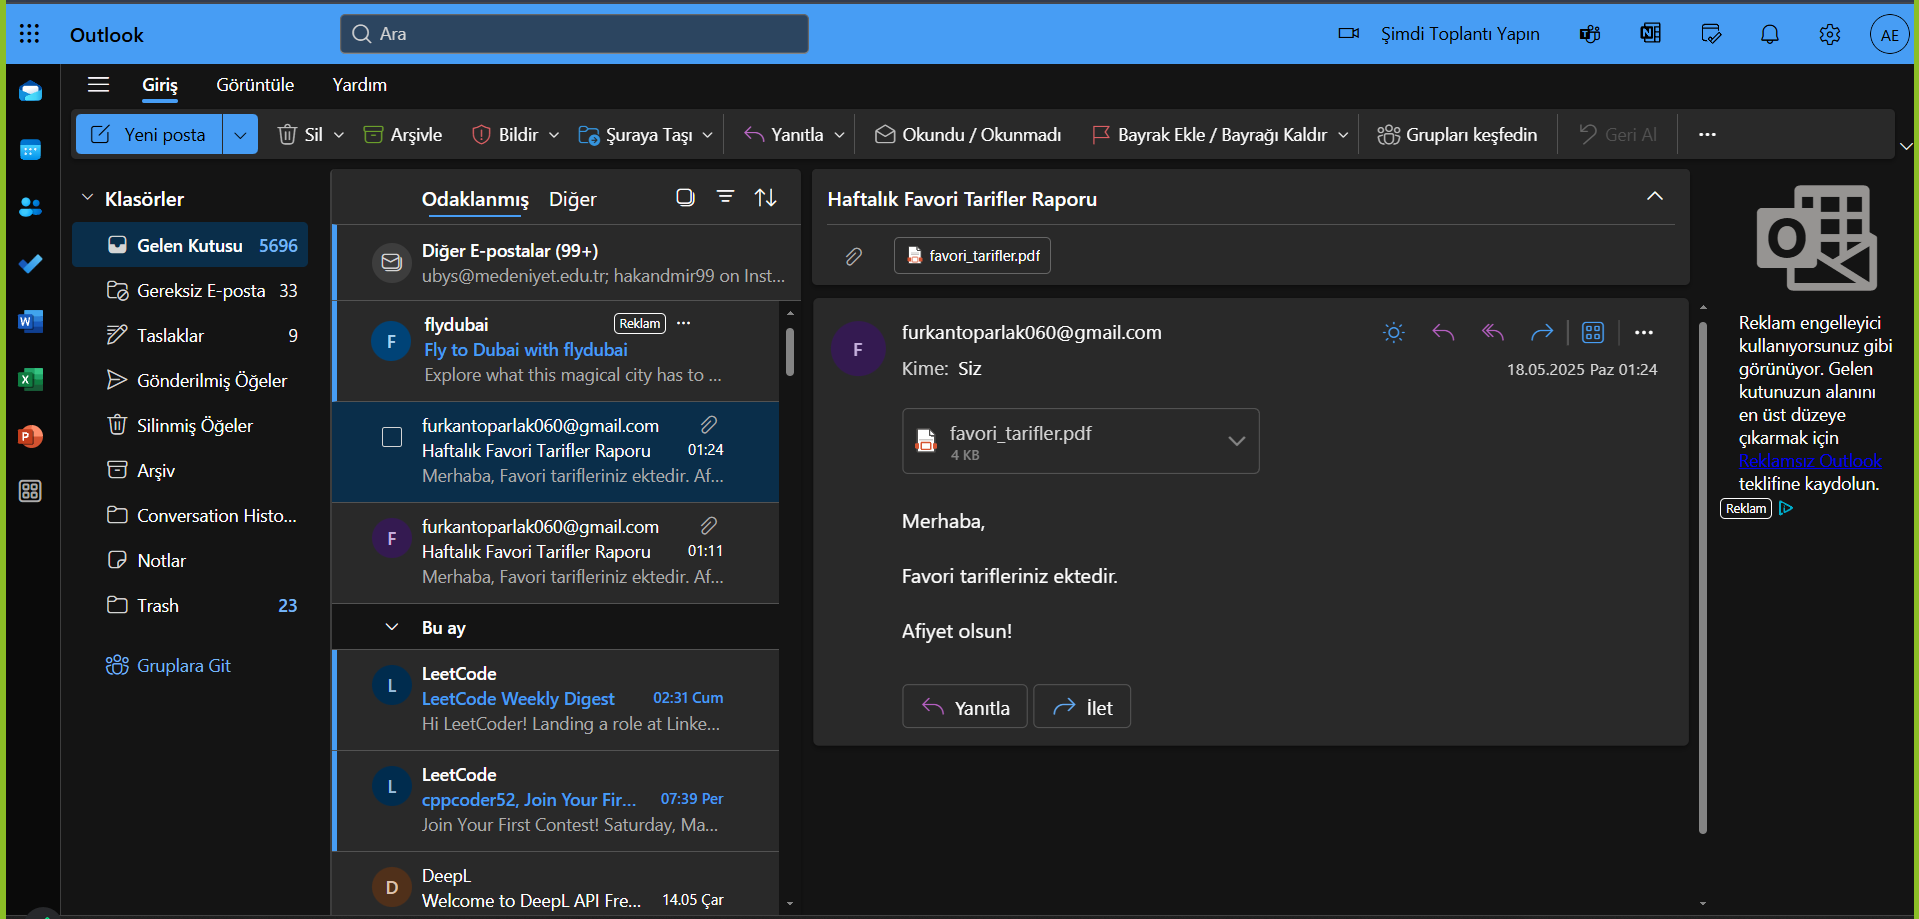 Outlook
Ara
Şimdi Toplantı Yapın
AE
Giriş
Görüntüle
Yardım
Yeni posta
Sil
Arşivle
Bildir
Şuraya Taşı
Yanıtla
Okundu / Okunmadı
Bayrak Ekle / Bayrağı Kaldır
Grupları keşfedin
Geri Al
Klasörler
Gelen Kutusu 5696
Gereksiz E-posta 33
Taslaklar 9
Gönderilmiş Öğeler
Silinmiş Öğeler
Arşiv
Conversation Histo...
Notlar
Trash 23
Gruplara Git
Odaklanmış
Diğer
Diğer E-postalar (99+)
ubys@medeniyet.edu.tr; hakandmir99 on Inst...
F
flydubai
Reklam
Fly to Dubai with flydubai
Explore what this magical city has to ...
furkantoparlak060@gmail.com
Haftalık Favori Tarifler Raporu 01:24
Merhaba, Favori tarifleriniz ektedir. Af...
F
furkantoparlak060@gmail.com
Haftalık Favori Tarifler Raporu 01:11
Merhaba, Favori tarifleriniz ektedir. Af...
Bu ay
L
LeetCode
LeetCode Weekly Digest 02:31 Cum
Hi LeetCoder! Landing a role at Linke...
L
LeetCode
cppcoder52, Join Your Fir... 07:39 Per
Join Your First Contest! Saturday, Ma...
D
DeepL
Welcome to DeepL API Fre... 14.05 Çar
Haftalık Favori Tarifler Raporu
favori_tarifler.pdf
F
furkantoparlak060@gmail.com
Kime: Siz
18.05.2025 Paz 01:24
favori_tarifler.pdf
4 KB
Merhaba,
Favori tarifleriniz ektedir.
Afiyet olsun!
Yanıtla
İlet
Reklam engelleyici
kullanıyorsunuz gibi
görünüyor. Gelen
kutunuzun alanını
en üst düzeye
çıkarmak için
Reklamsız Outlook
teklifine kaydolun.
Reklam